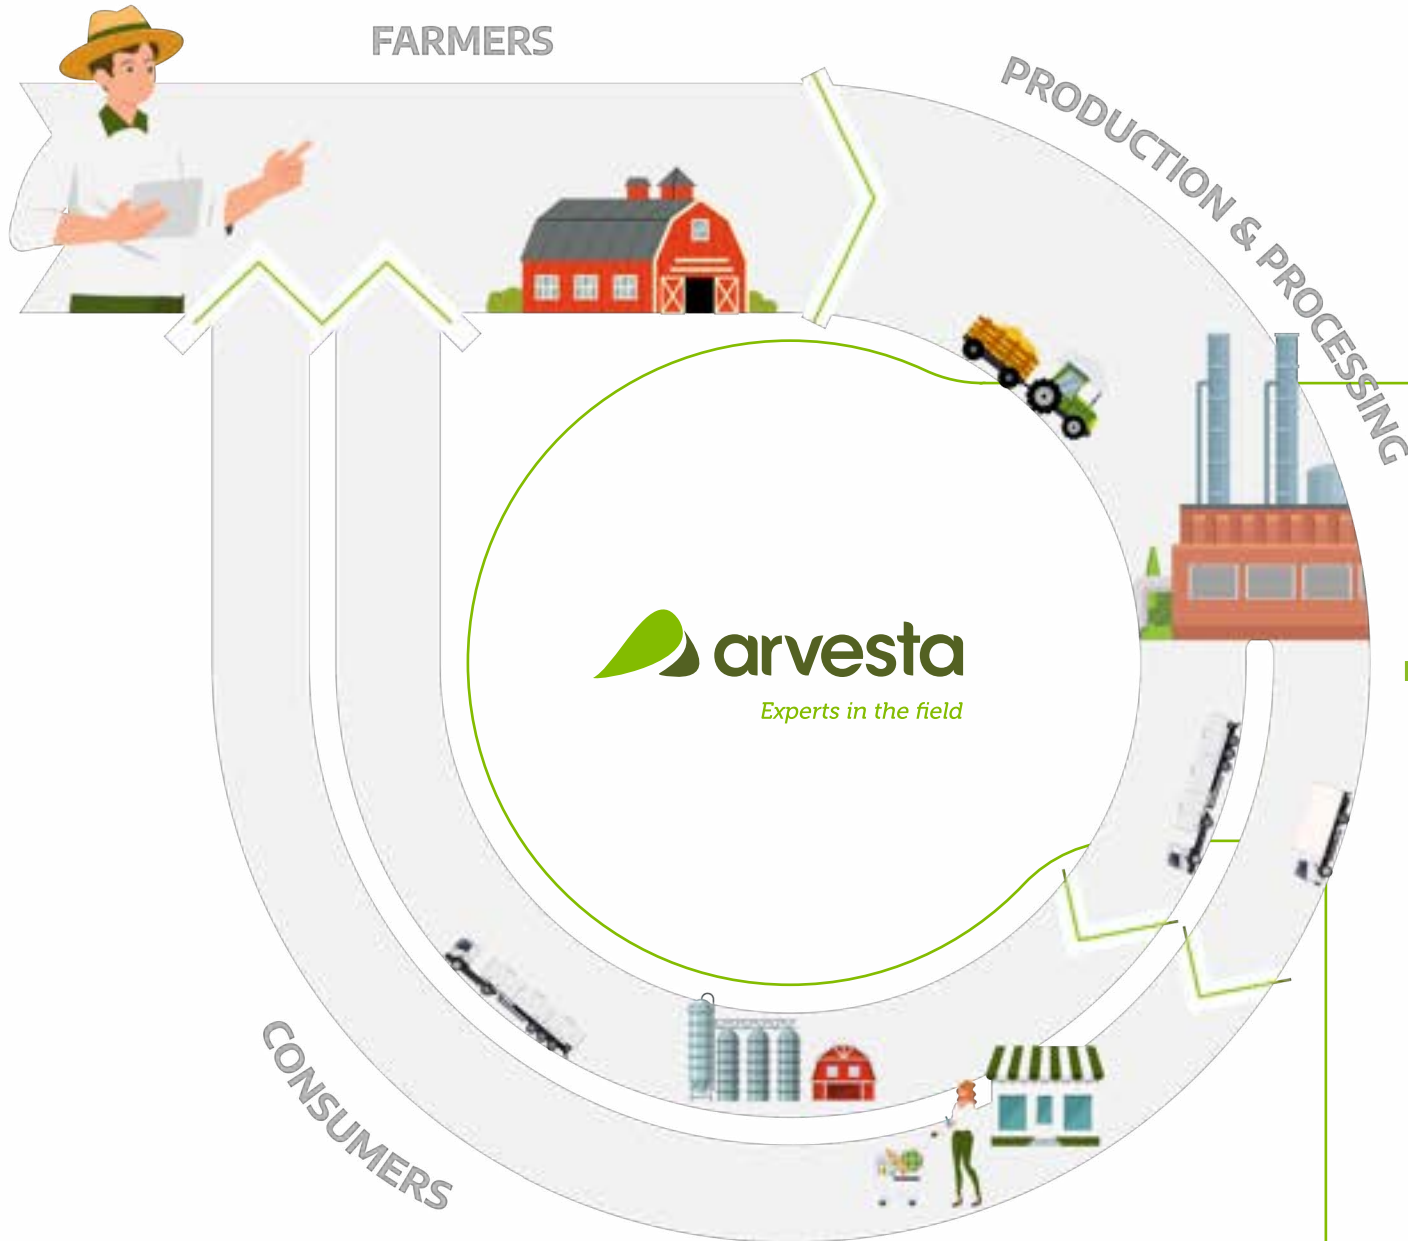 FARMERS
PRODUCTION & PROCESSING
arvesta
Experts in the field
CONSUMERS